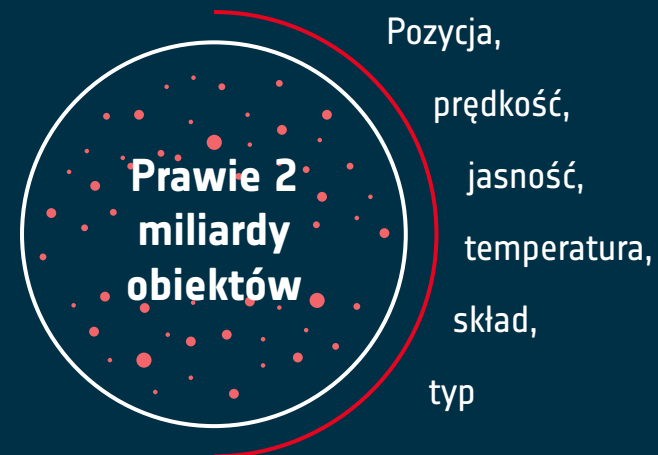 Pozycja,
prędkość,
jasność,
temperatura,
skład,
typ
Prawie 2
miliardy
obiektów